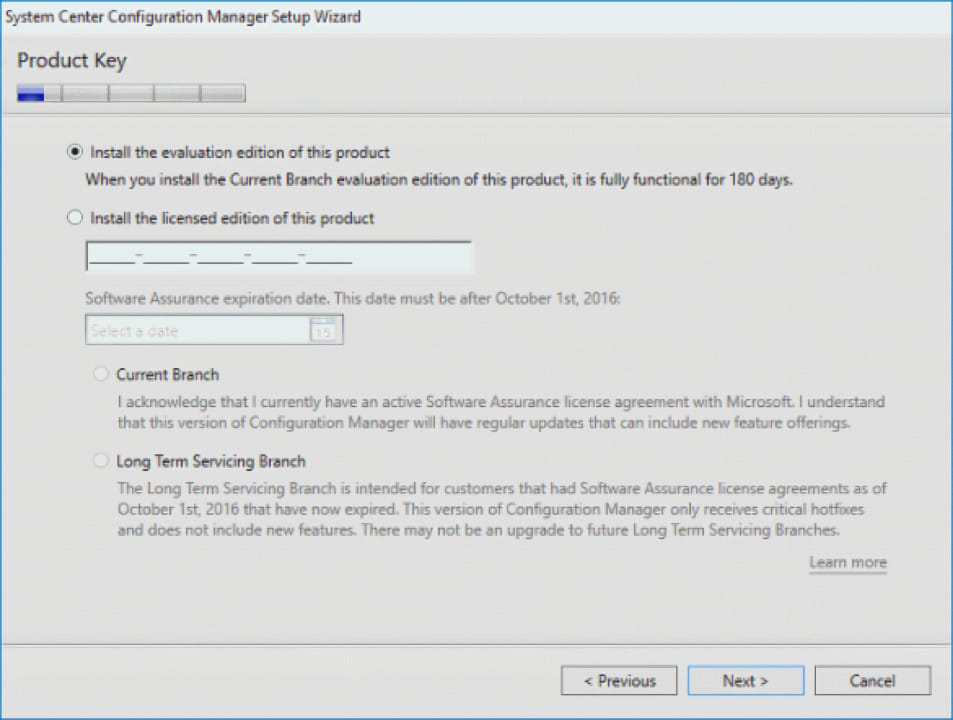 System Center Configuration Manager Setup Wizard
Product Key
Install the evaluation edition of this product
When you install the Current Branch evaluation edition of this product, it is fully functional for 180 days.
Install the licensed edition of this product
_____-_____-_____-_____-_____
Software Assurance expiration date. This date must be after October 1st, 2016:
Select a date 15
Current Branch
I acknowledge that I currently have an active Software Assurance license agreement with Microsoft. I understand
that this version of Configuration Manager will have regular updates that can include new feature offerings.
Long Term Servicing Branch
The Long Term Servicing Branch is intended for customers that had Software Assurance license agreements as of
October 1st, 2016 that have now expired. This version of Configuration Manager only receives critical hotfixes
and does not include new features. There may not be an upgrade to future Long Term Servicing Branches.
Learn more
< Previous Next > Cancel